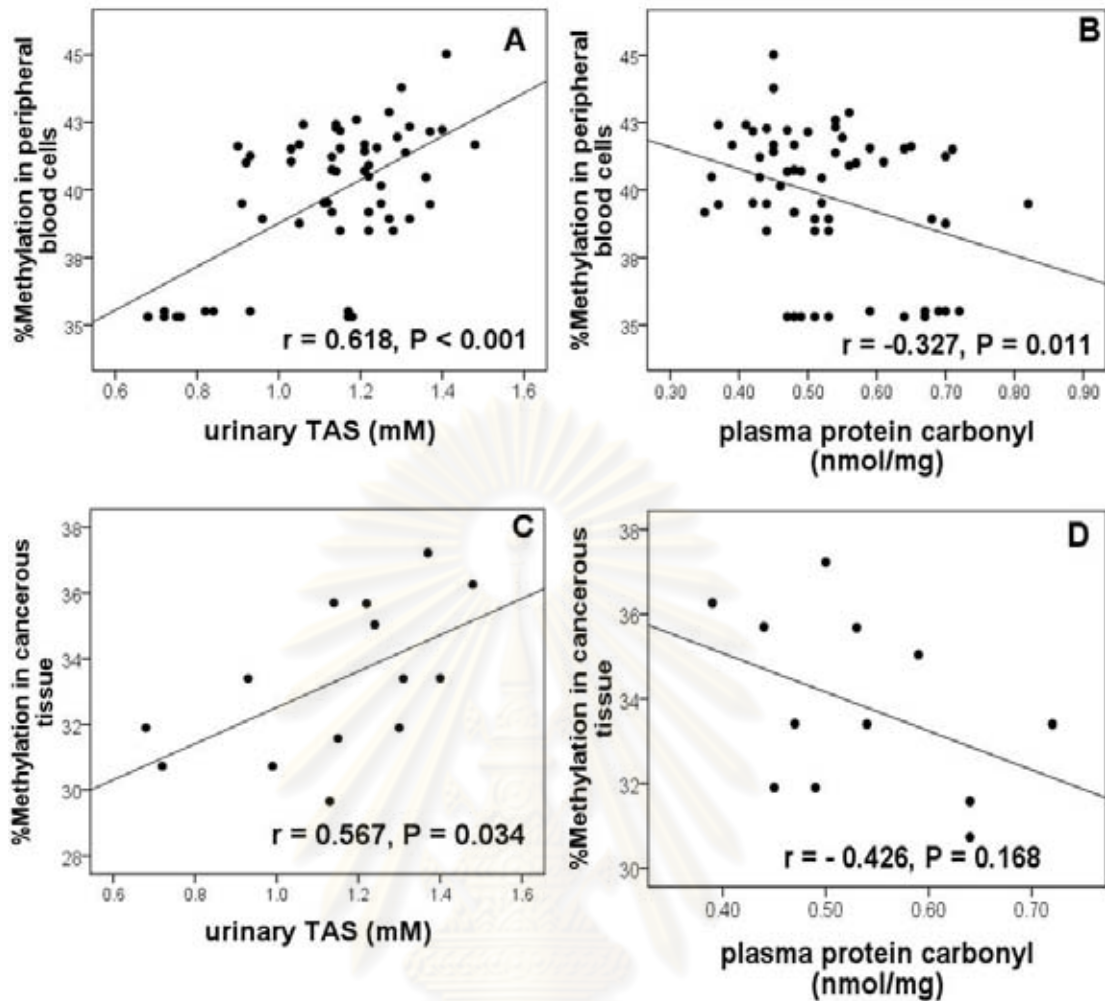 A
%Methylation in peripheral
blood cells
45
43
40
38
35
r = 0.618, P < 0.001
0.6 0.8 1.0 1.2 1.4 1.6
urinary TAS (mM)
B
%Methylation in peripheral
blood cells
45
43
40
38
35
r = -0.327, P = 0.011
0.30 0.40 0.50 0.60 0.70 0.80 0.90
plasma protein carbonyl
(nmol/mg)
C
%Methylation in cancerous
tissue
38
36
34
32
30
28
r = 0.567, P = 0.034
0.6 0.8 1.0 1.2 1.4 1.6
urinary TAS (mM)
D
%Methylation in cancerous
tissue
38
36
34
32
30
r = - 0.426, P = 0.168
0.40 0.50 0.60 0.70
plasma protein carbonyl
(nmol/mg)